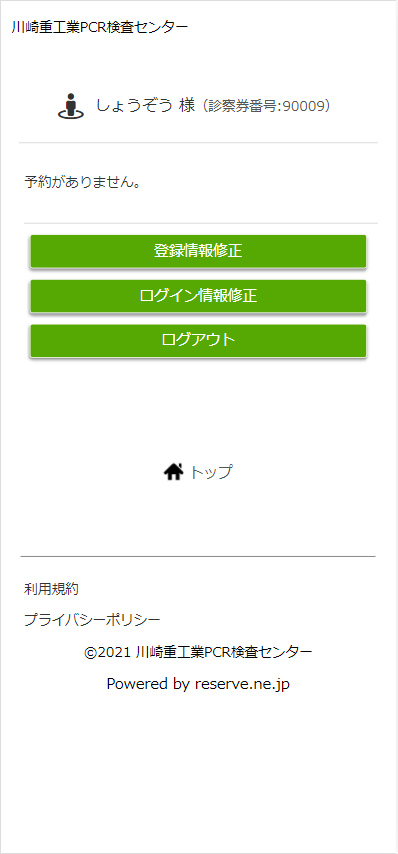 川崎重工業PCR検査センター
しょうぞう 様（診察券番号:90009）
予約がありません。
登録情報修正
ログイン情報修正
ログアウト
トップ
利用規約
プライバシーポリシー
©2021 川崎重工業PCR検査センター
Powered by reserve.ne.jp